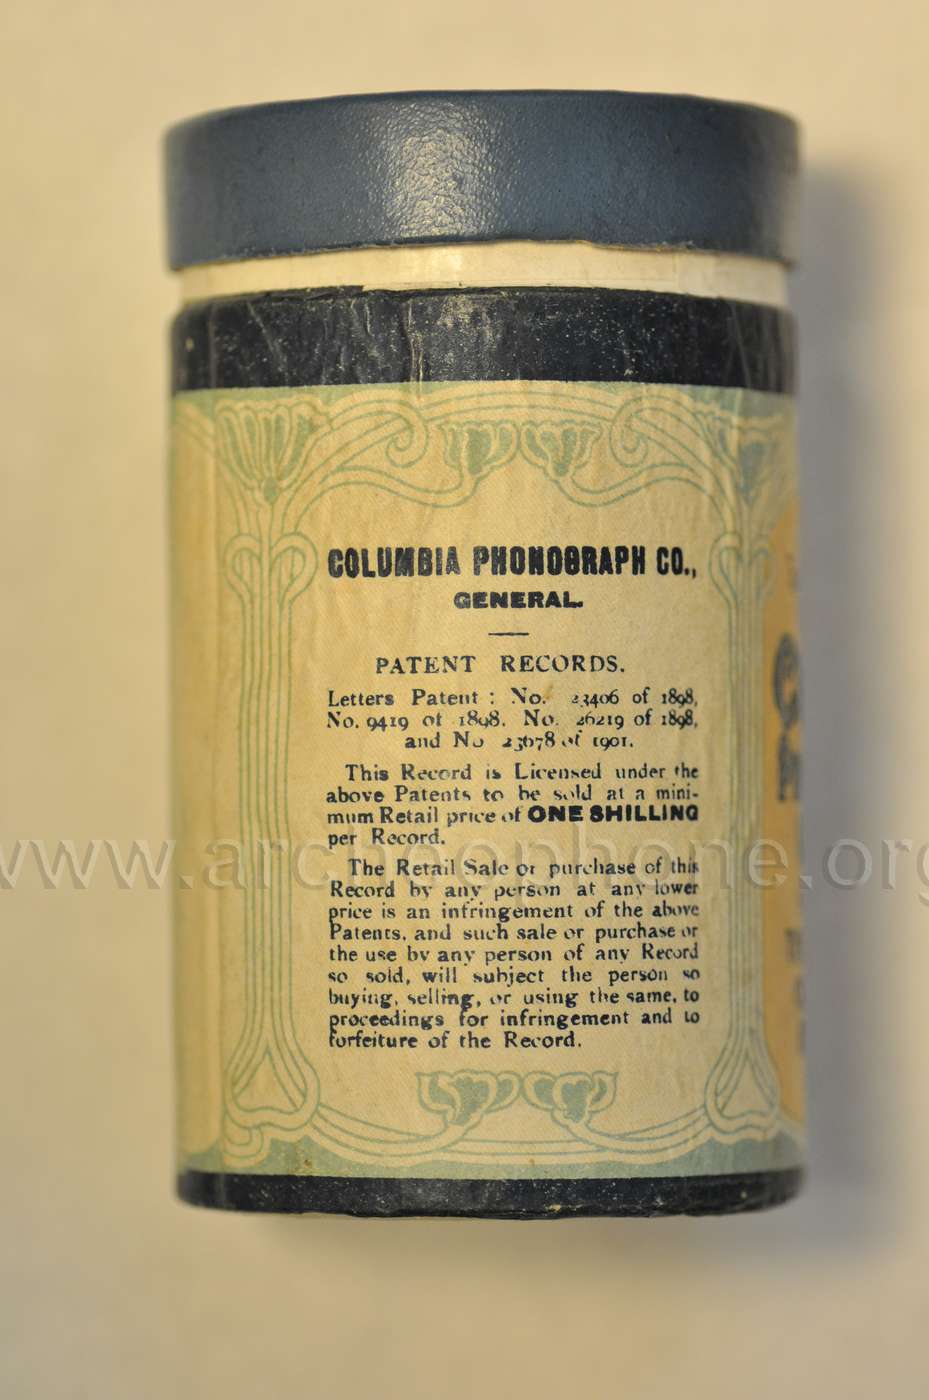 COLUMBIA PHONOGRAPH CO.,
GENERAL.
PATENT RECORDS.
Letters Patent : No. 23406 of 1898,
No. 9419 of 1898. No. 26219 of 1898,
and No 23678 of 1901.
This Record is Licensed under the
above Patents to be sold at a mini-
mum Retail price of ONE SHILLING
per Record.
The Retail Sale or purchase of this
Record by any person at any lower
price is an infringement of the above
Patents, and such sale or purchase or
the use by any person of any Record
so sold, will subject the person so
buying, selling, or using the same, to
proceedings for infringement and to
forfeiture of the Record.